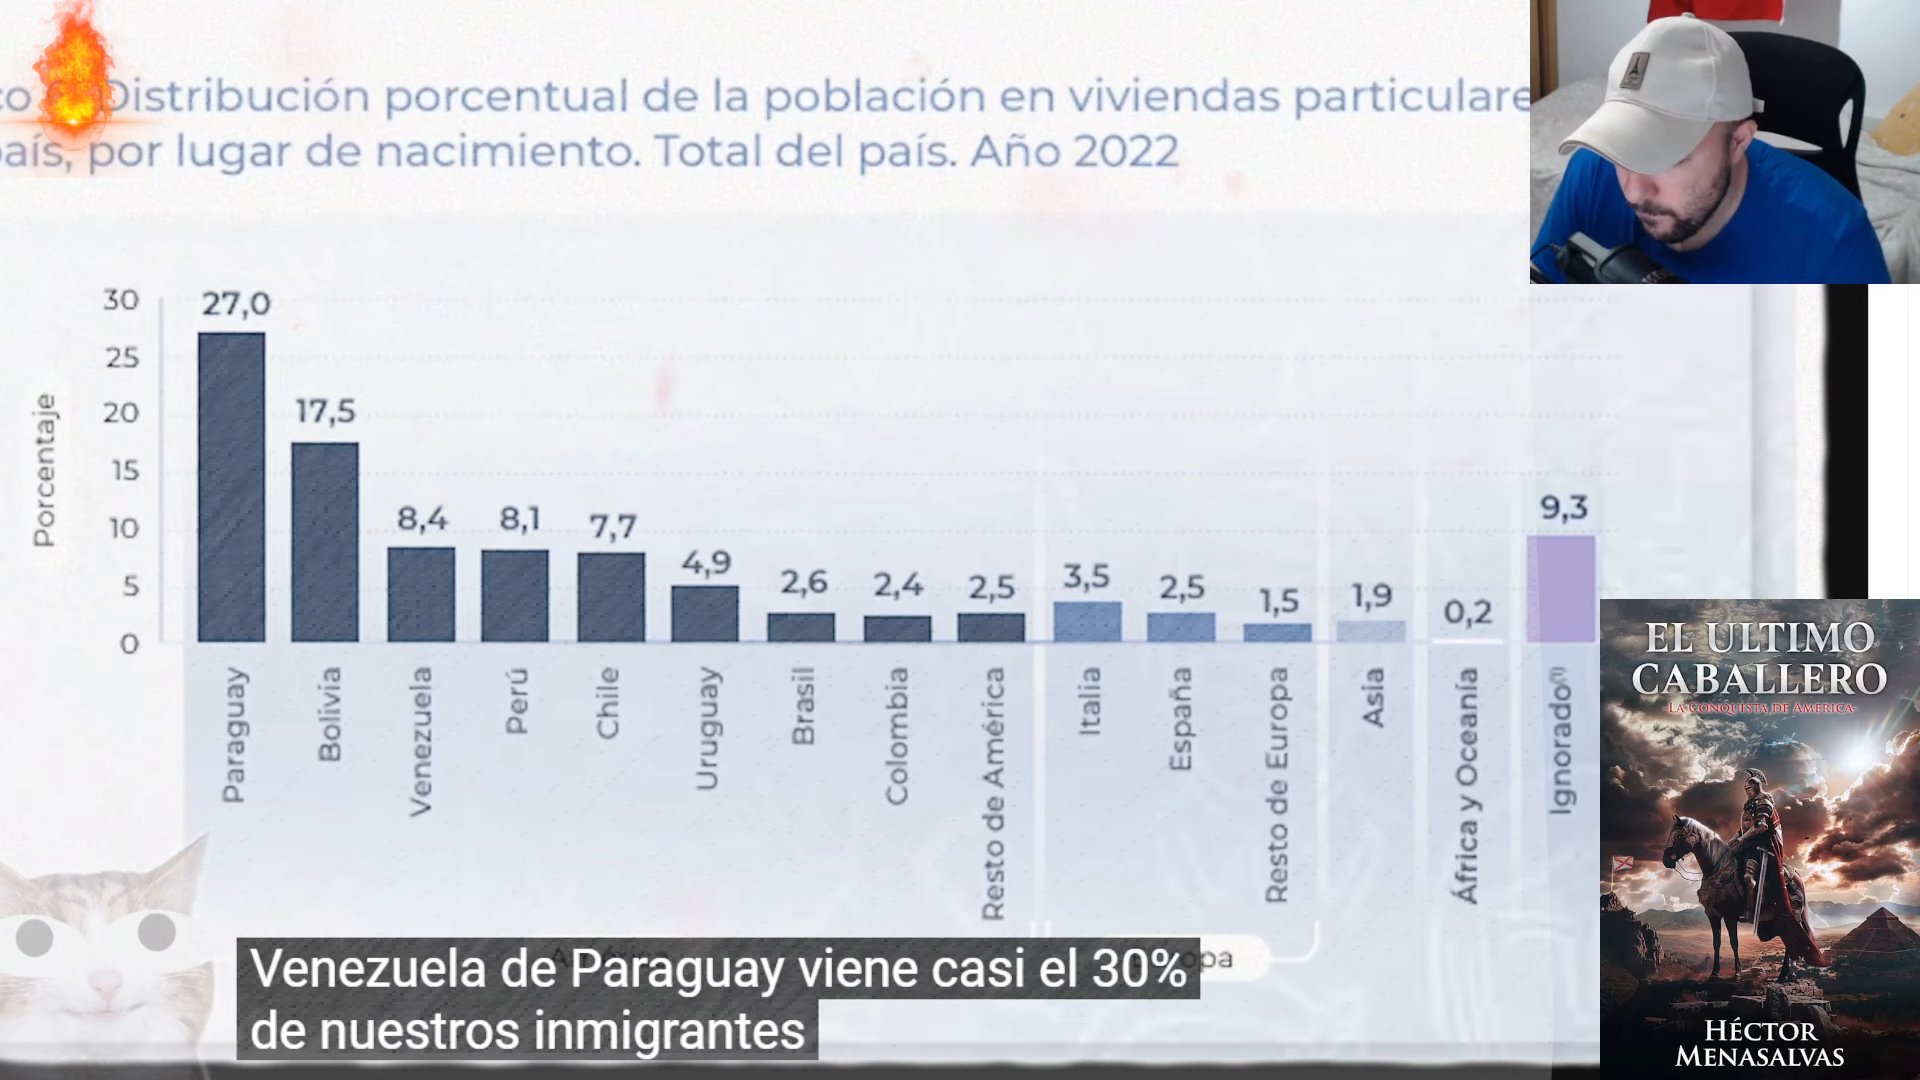 Distribución porcentual de la población en viviendas particulare
país, por lugar de nacimiento. Total del país. Año 2022
Porcentaje
30
25
20
15
10
5
0
27,0
17,5
8,4
8,1
7,7
4,9
2,6
2,4
2,5
3,5
2,5
1,5
1,9
0,2
9,3
Paraguay
Bolivia
Venezuela
Perú
Chile
Uruguay
Brasil
Colombia
Resto de América
Italia
España
Resto de Europa
Asia
África y Oceanía
Ignorado(1)
Venezuela de Paraguay viene casi el 30%
de nuestros inmigrantes
EL ULTIMO
CABALLERO
LA CONQUISTA DE AMÉRICA
HÉCTOR
MENASALVAS